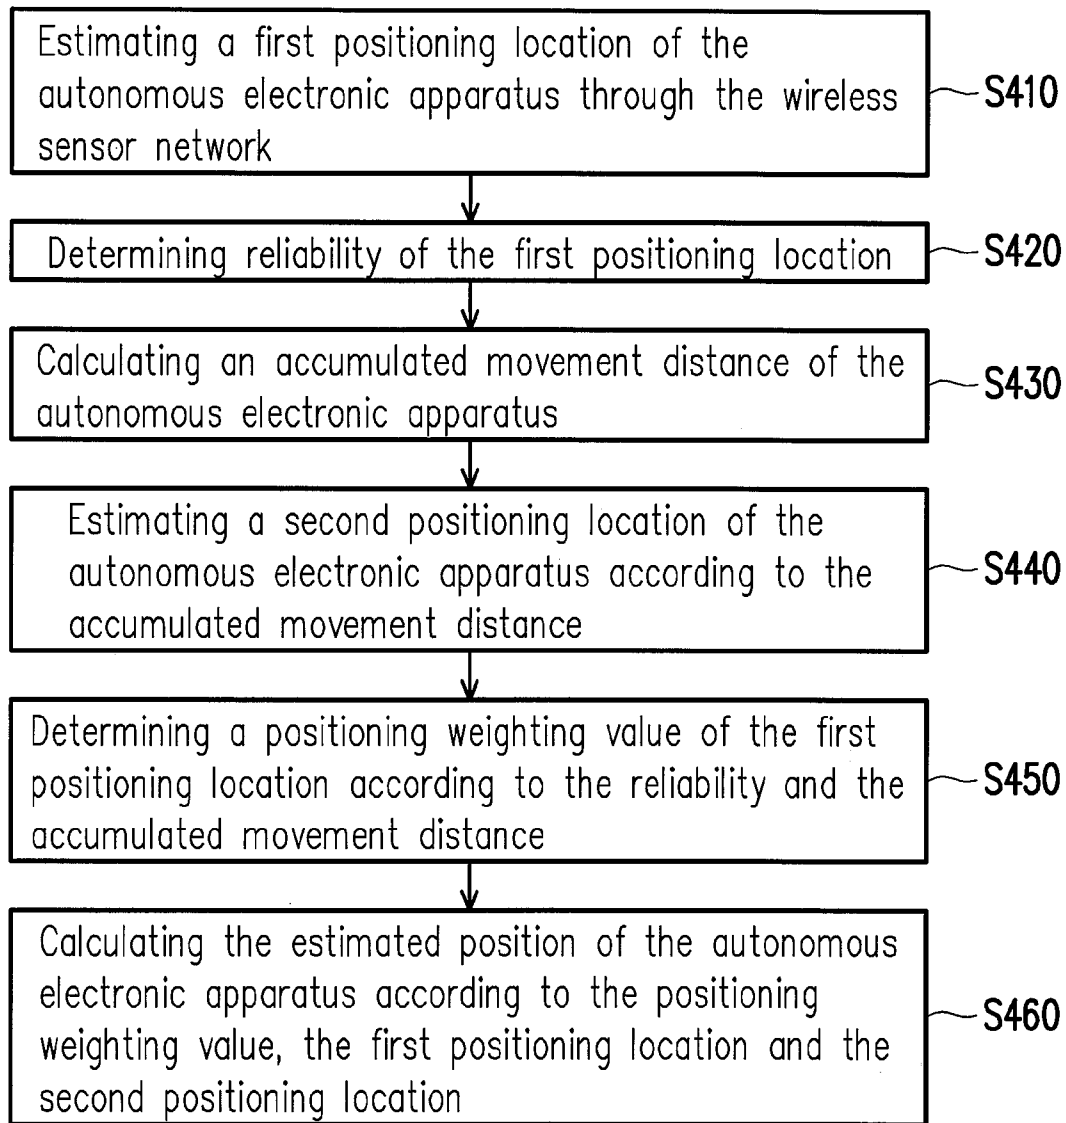 Estimating a first positioning location of the
autonomous electronic apparatus through the wireless
sensor network
S410
Determining reliability of the first positioning location
S420
Calculating an accumulated movement distance of the
autonomous electronic apparatus
S430
Estimating a second positioning location of the
autonomous electronic apparatus according to the
accumulated movement distance
S440
Determining a positioning weighting value of the first
positioning location according to the reliability and the
accumulated movement distance
S450
Calculating the estimated position of the autonomous
electronic apparatus according to the positioning
weighting value, the first positioning location and the
second positioning location
S460